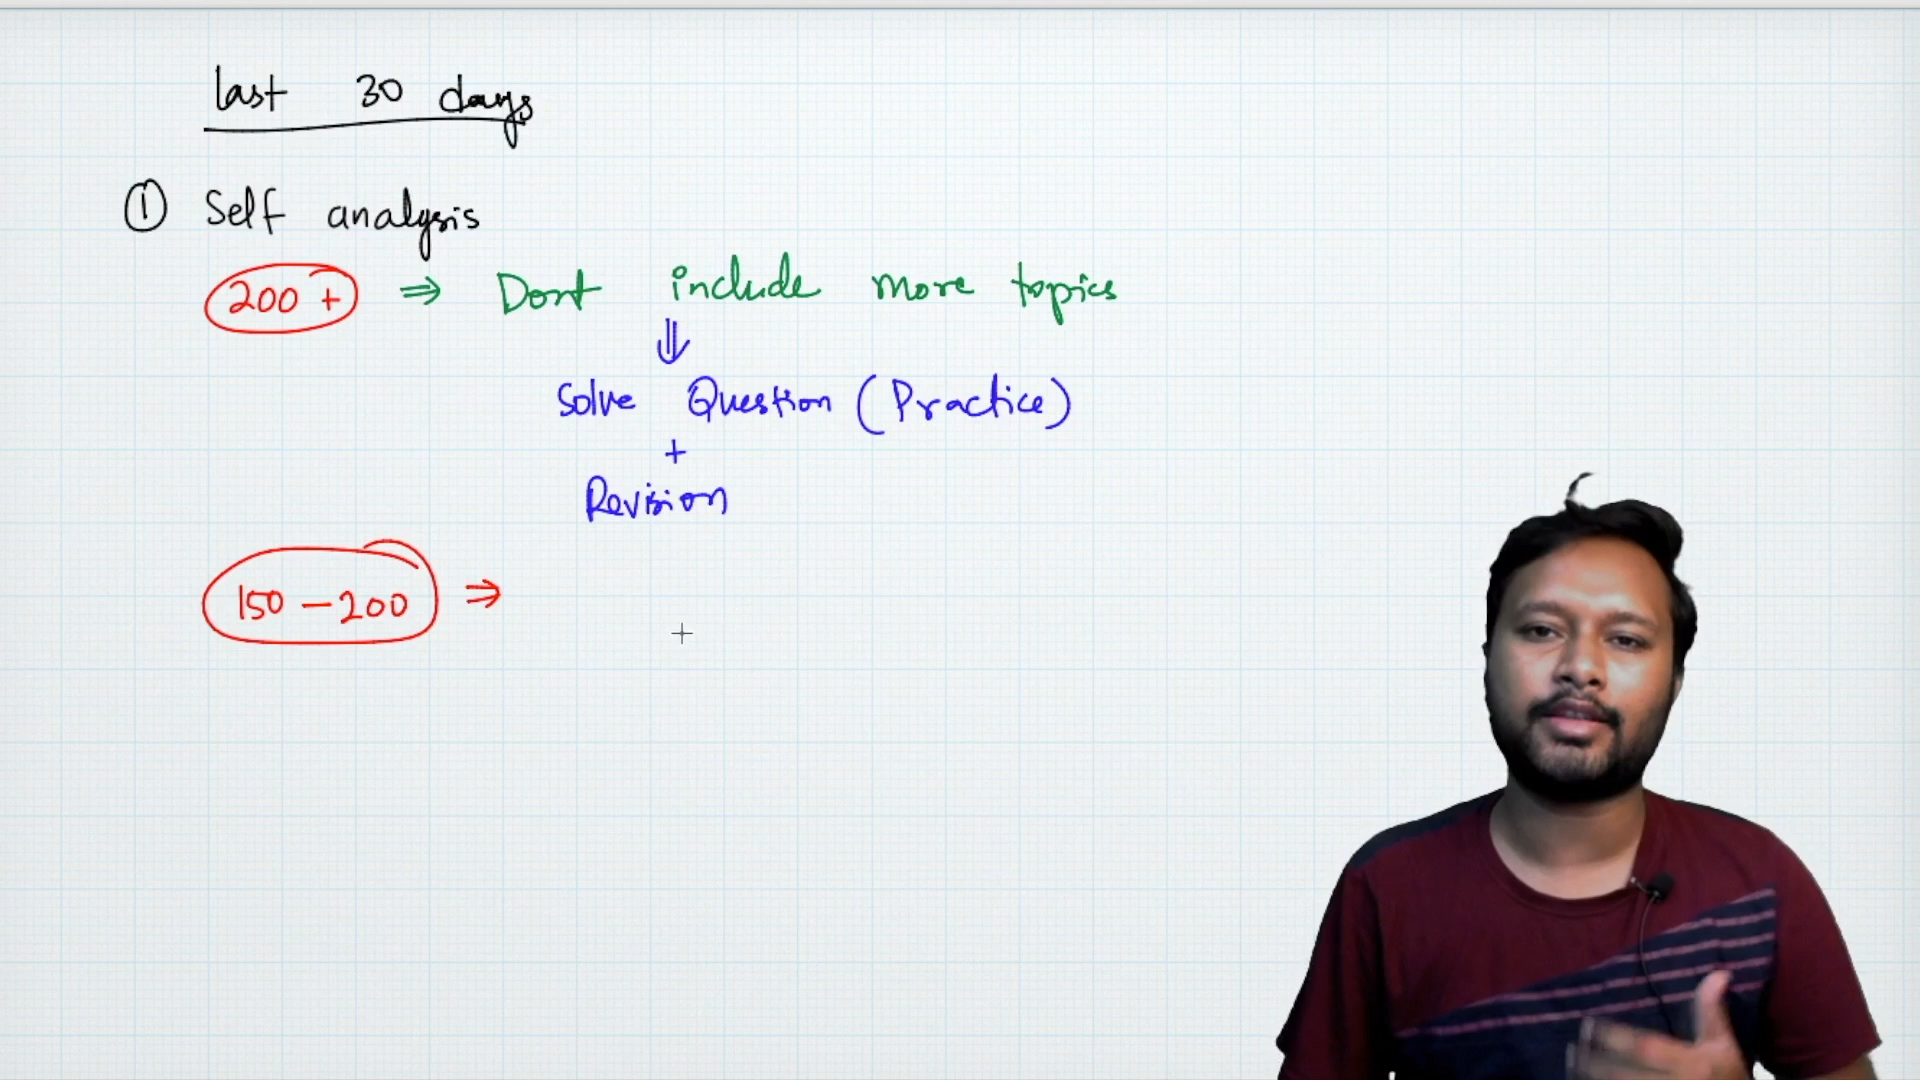 last 30 days
① Self analysis
200 + ⇒ Dont include more topics
⇓
Solve Question (Practice)
+
Revision
150 - 200 ⇒